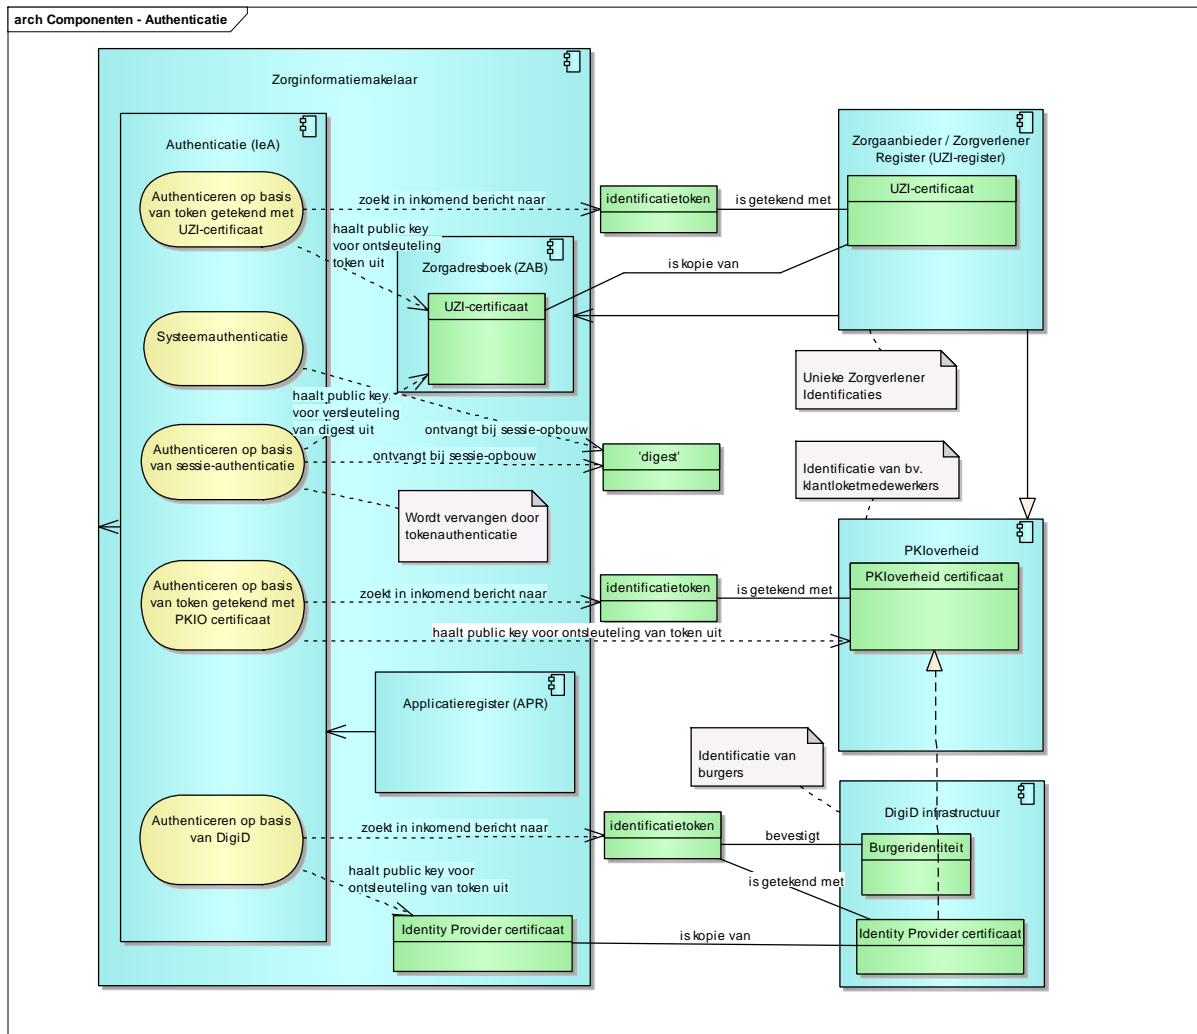 arch Componenten - Authenticatie
Zorginformatiemakelaar
Authenticatie (IeA)
Authenticeren op basis
van token getekend met
UZI-certificaat
zoekt in inkomend bericht naar
identificatietoken
is getekend met
Zorgaanbieder / Zorgverlener
Register (UZI-register)
UZI-certificaat
haalt public key
voor ontsleuteling
token uit
Zorgadresboek (ZAB)
UZI-certificaat
is kopie van
Systeemauthenticatie
Unieke Zorgverlener
Identificaties
haalt public key
voor versleuteling
van digest uit
ontvangt bij sessie-opbouw
Authenticeren op basis
van sessie-authenticatie
ontvangt bij sessie-opbouw
'digest'
Identificatie van bv.
klantloketmedewerkers
Wordt vervangen door
tokenauthenticatie
PKIoverheid
PKIoverheid certificaat
Authenticeren op basis
van token getekend met
PKIO certificaat
zoekt in inkomend bericht naar
identificatietoken
is getekend met
haalt public key voor ontsleuteling van token uit
Applicatieregister (APR)
Identificatie van
burgers
DigiD infrastructuur
Authenticeren op basis
van DigiD
zoekt in inkomend bericht naar
identificatietoken
bevestigt
Burgeridentiteit
haalt public key voor
ontsleuteling van token uit
is getekend met
Identity Provider certificaat
is kopie van
Identity Provider certificaat